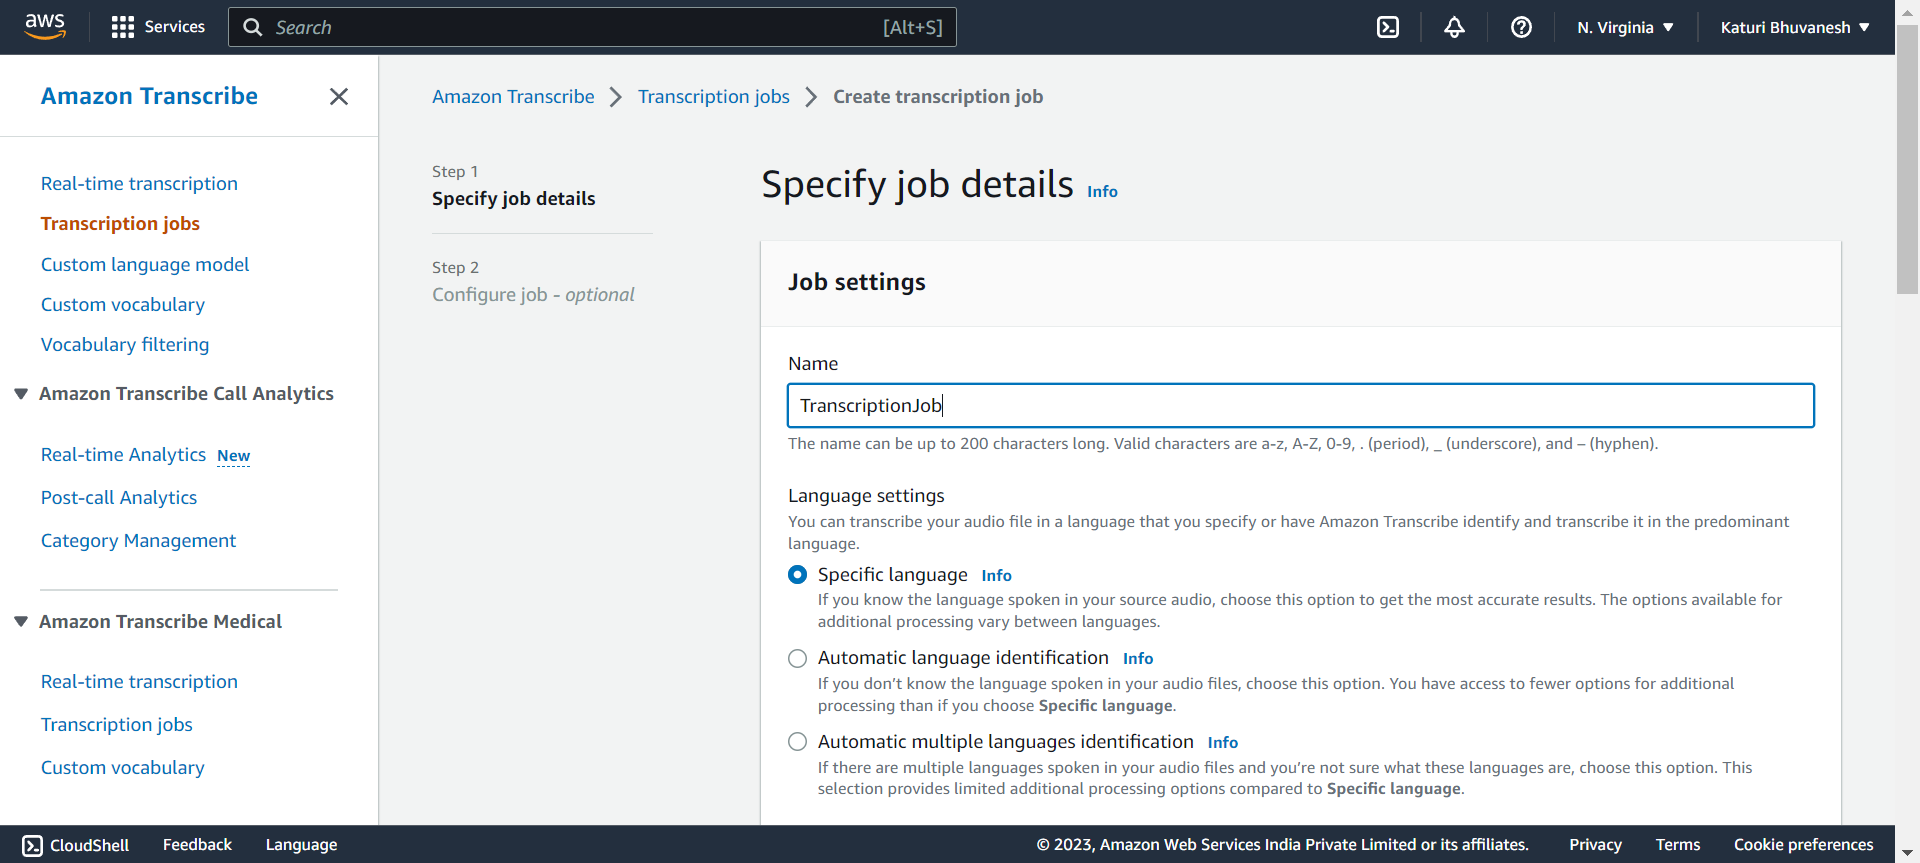 aws
Services
Search
[Alt+S]
N. Virginia
Katuri Bhuvanesh
Amazon Transcribe
Real-time transcription
Transcription jobs
Custom language model
Custom vocabulary
Vocabulary filtering
Amazon Transcribe Call Analytics
Real-time Analytics New
Post-call Analytics
Category Management
Amazon Transcribe Medical
Real-time transcription
Transcription jobs
Custom vocabulary
Amazon Transcribe > Transcription jobs > Create transcription job
Step 1
Specify job details
Step 2
Configure job - optional
Specify job details Info
Job settings
Name
TranscriptionJob
The name can be up to 200 characters long. Valid characters are a-z, A-Z, 0-9, . (period), _ (underscore), and – (hyphen).
Language settings
You can transcribe your audio file in a language that you specify or have Amazon Transcribe identify and transcribe it in the predominant
language.
Specific language Info
If you know the language spoken in your source audio, choose this option to get the most accurate results. The options available for
additional processing vary between languages.
Automatic language identification Info
If you don’t know the language spoken in your audio files, choose this option. You have access to fewer options for additional
processing than if you choose Specific language.
Automatic multiple languages identification Info
If there are multiple languages spoken in your audio files and you’re not sure what these languages are, choose this option. This
selection provides limited additional processing options compared to Specific language.
CloudShell
Feedback
Language
© 2023, Amazon Web Services India Private Limited or its affiliates.
Privacy
Terms
Cookie preferences